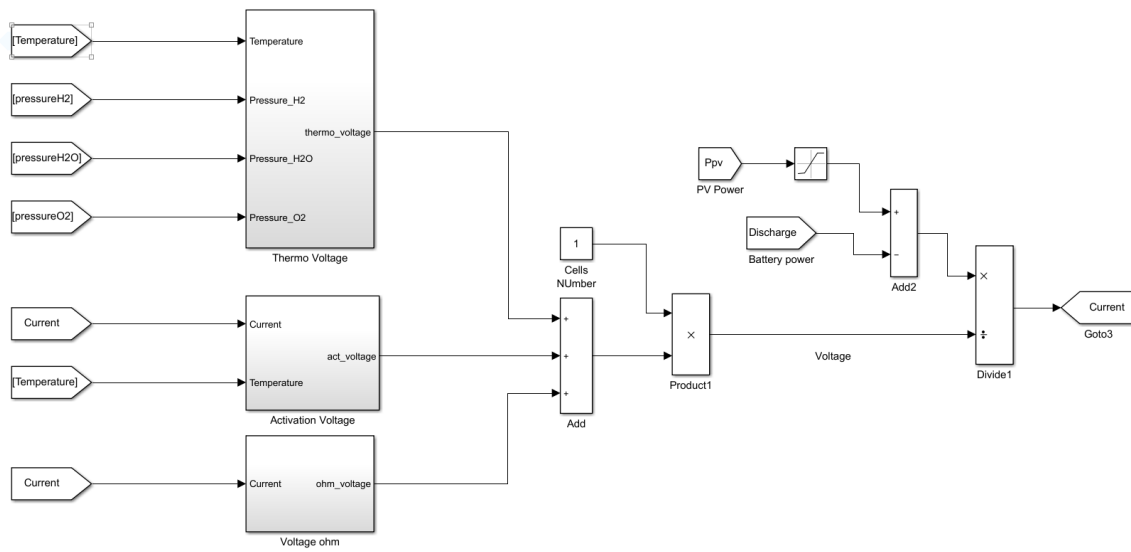 [Temperature]
Temperature
[pressureH2]
Pressure_H2
thermo_voltage
[pressureH2O]
Pressure_H2O
[pressureO2]
Pressure_O2
Thermo Voltage
Current
Current
act_voltage
[Temperature]
Temperature
Activation Voltage
Current
Current
ohm_voltage
Voltage ohm
1
Cells
NUmber
+
+
+
Add
×
Product1
Voltage
Ppv
PV Power
Discharge
Battery power
+
−
Add2
×
÷
Divide1
Current
Goto3